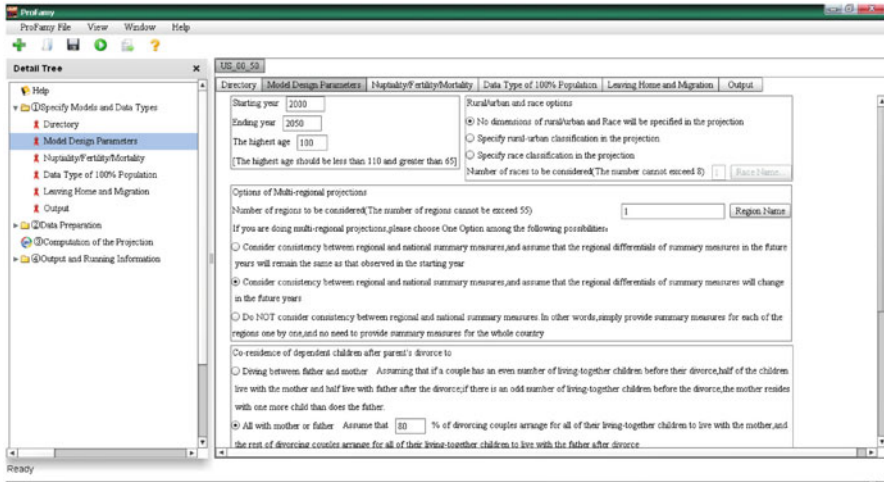 ProFamy
ProFamy File View Window Help
Detail Tree ×
Help
①Specify Models and Data Types
Directory
Model Design Parameters
Nuptiality/Fertility/Mortality
Data Type of 100% Population
Leaving Home and Migration
Output
②Data Preparation
③Computation of the Projection
④Output and Running Information
US_00_50
Directory Model Design Parameters Nuptiality/Fertility/Mortality Data Type of 100% Population Leaving Home and Migration Output
Starting year 2000
Ending year 2050
The highest age 100
[The highest age should be less than 110 and greater than 65]
Rural/urban and race options
No dimensions of rural/urban and Race will be specified in the projection
Specify rural-urban classification in the projection
Specify race classification in the projection
Number of races to be considered(The number cannot exceed 8) 1 Race Name...
Options of Multi-regional projections
Number of regions to be considered(The number of regions cannot be exceed 55) 1 Region Name
If you are doing multi-regional projections,please choose One Option among the following possibilities:
Consider consistency between regional and national summary measures,and assume that the regional differentials of summary measures in the future
years will remain the same as that observed in the starting year
Consider consistency between regional and national summary measures,and assume that the regional differentials of summary measures will change
in the future years
Do NOT consider consistency between regional and national summary measures.In other words,simply provide summary measures for each of the
regions one by one,and no need to provide summary measures for the whole country
Co-residence of dependent children after parent's divorce to
Diving between father and mother Assuming that if a couple has an even number of living-together children before their divorce,half of the children
live with the mother and half live with father after the divorce;if there is an odd number of living-together children before the divorce,the mother resides
with one more child than does the father.
All with mother or father Assume that 80 % of divorcing couples arrange for all of their living-together children to live with the mother,and
the rest of divorcing couples arrange for all of their living-together children to live with the father after divorce
Ready